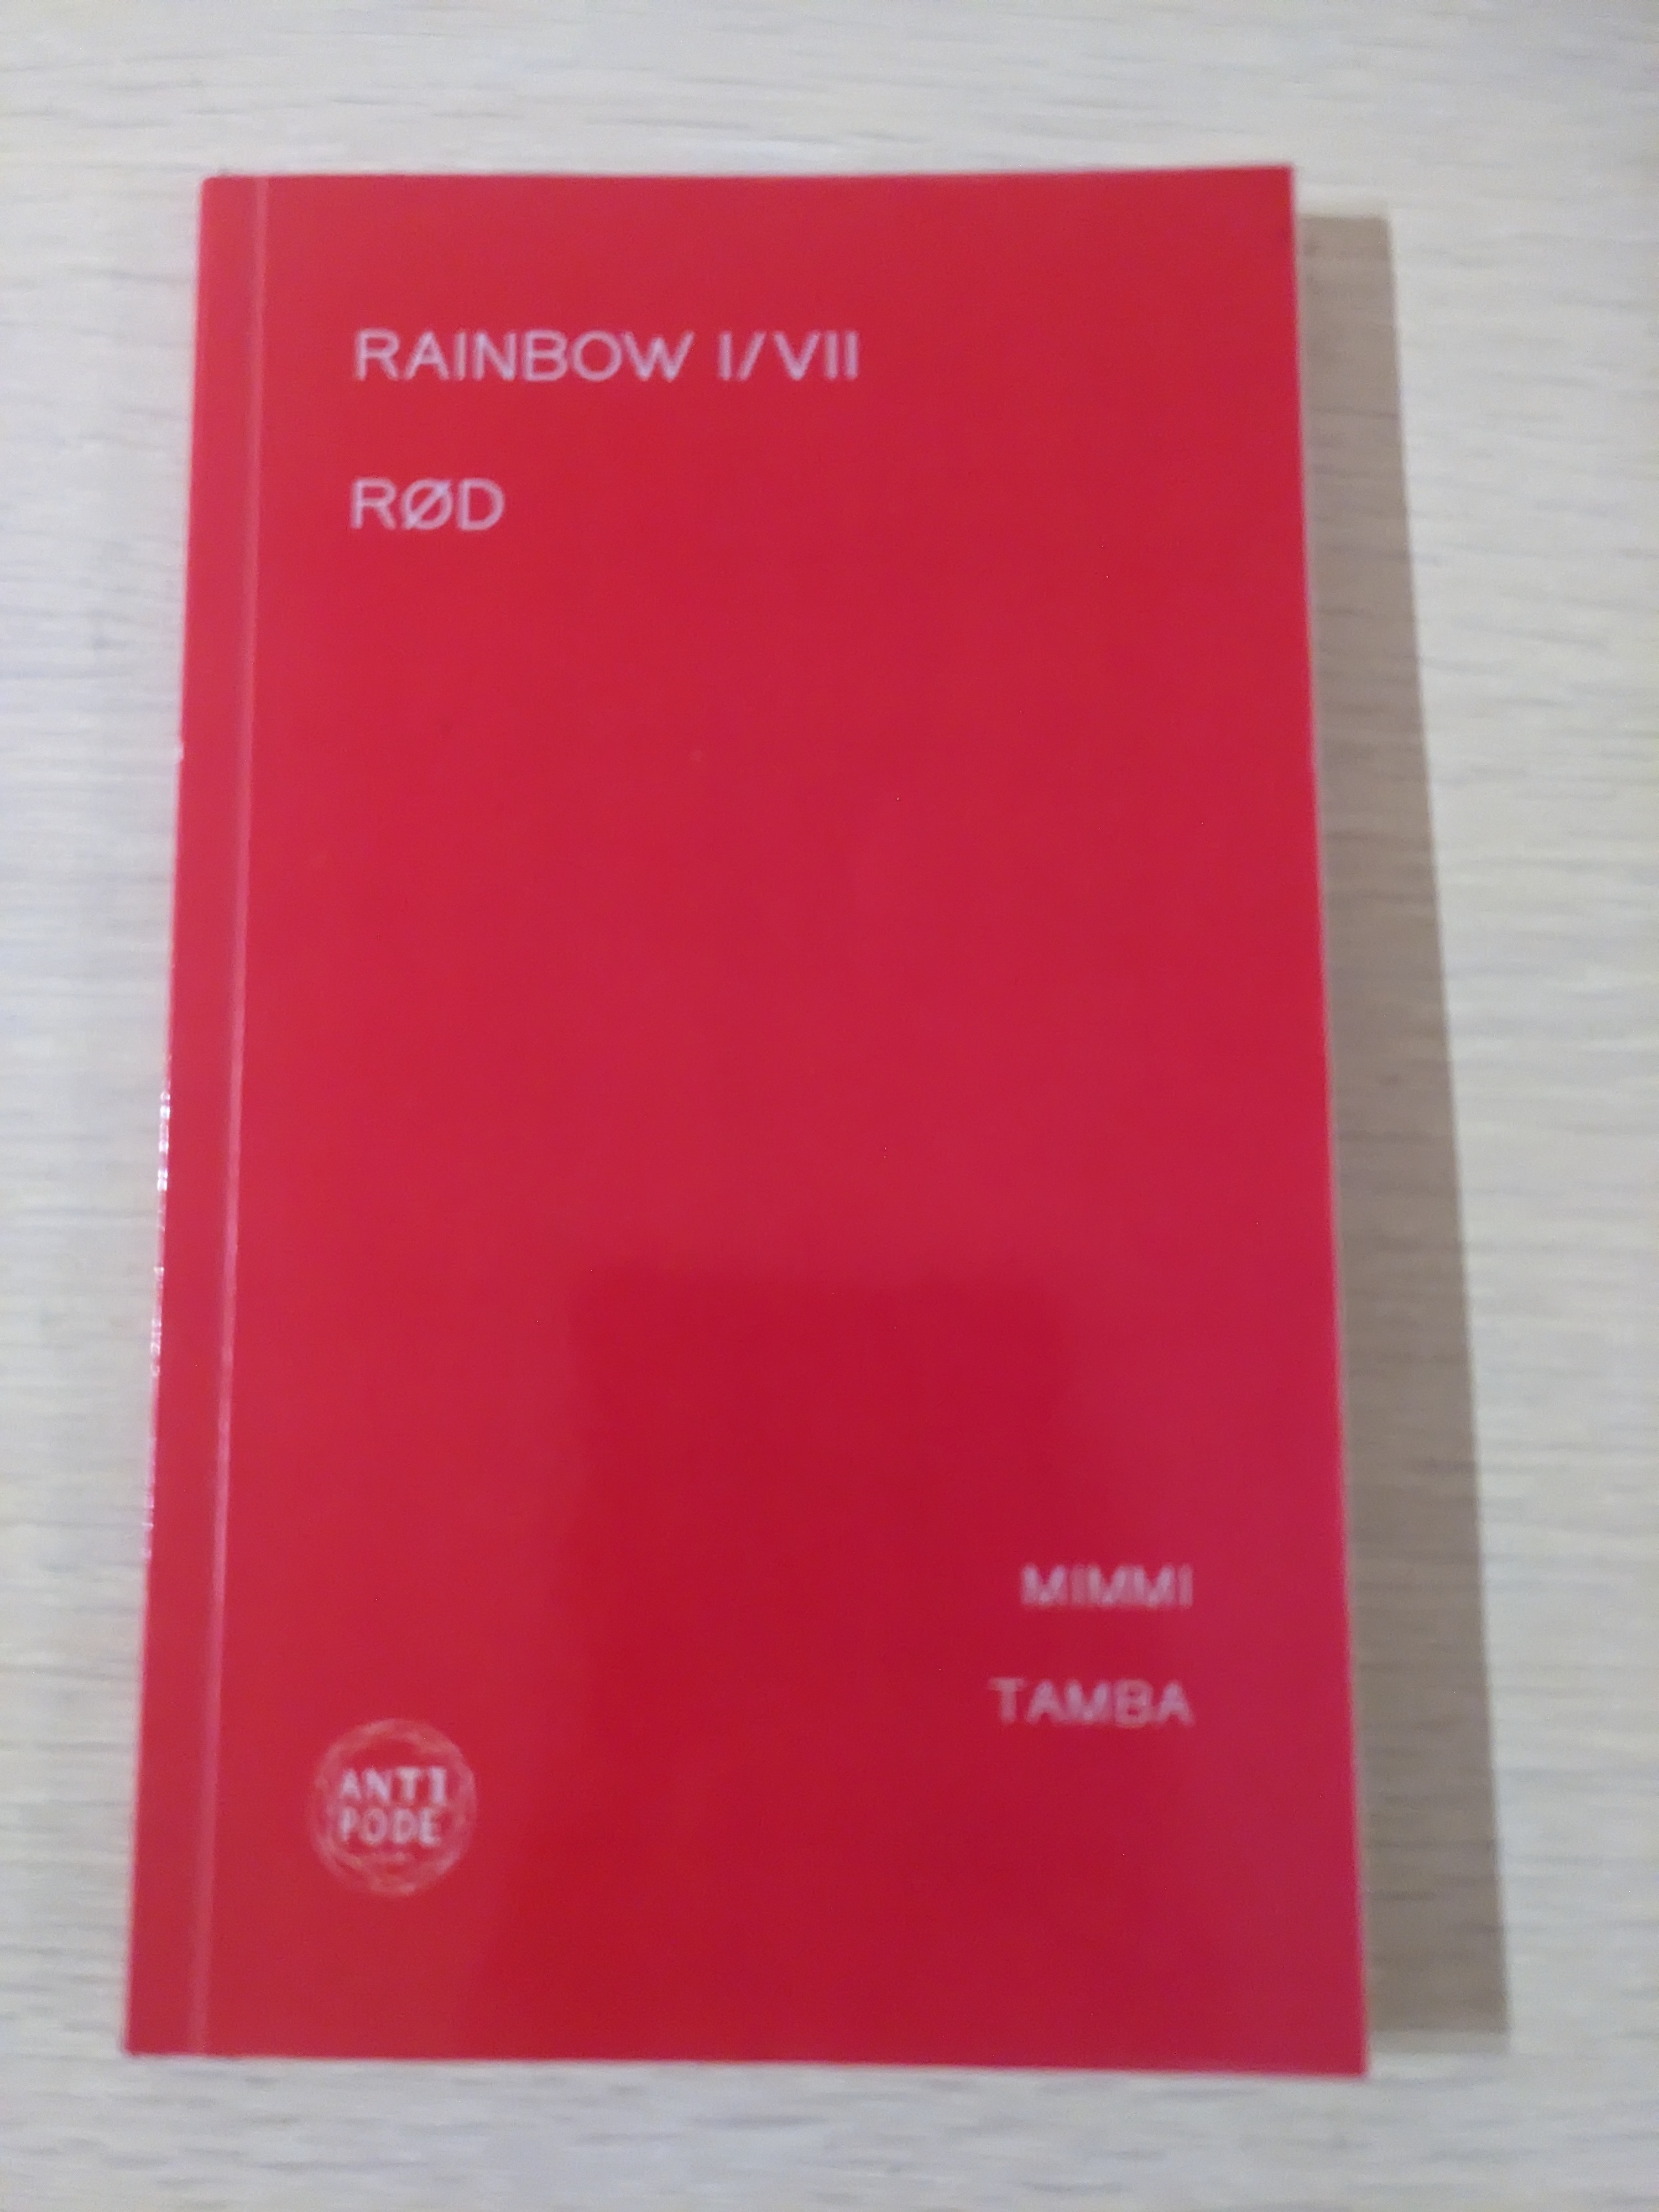 RAINBOW I/VII
RØD
MIMMI
TAMBA
ANTI
PODE